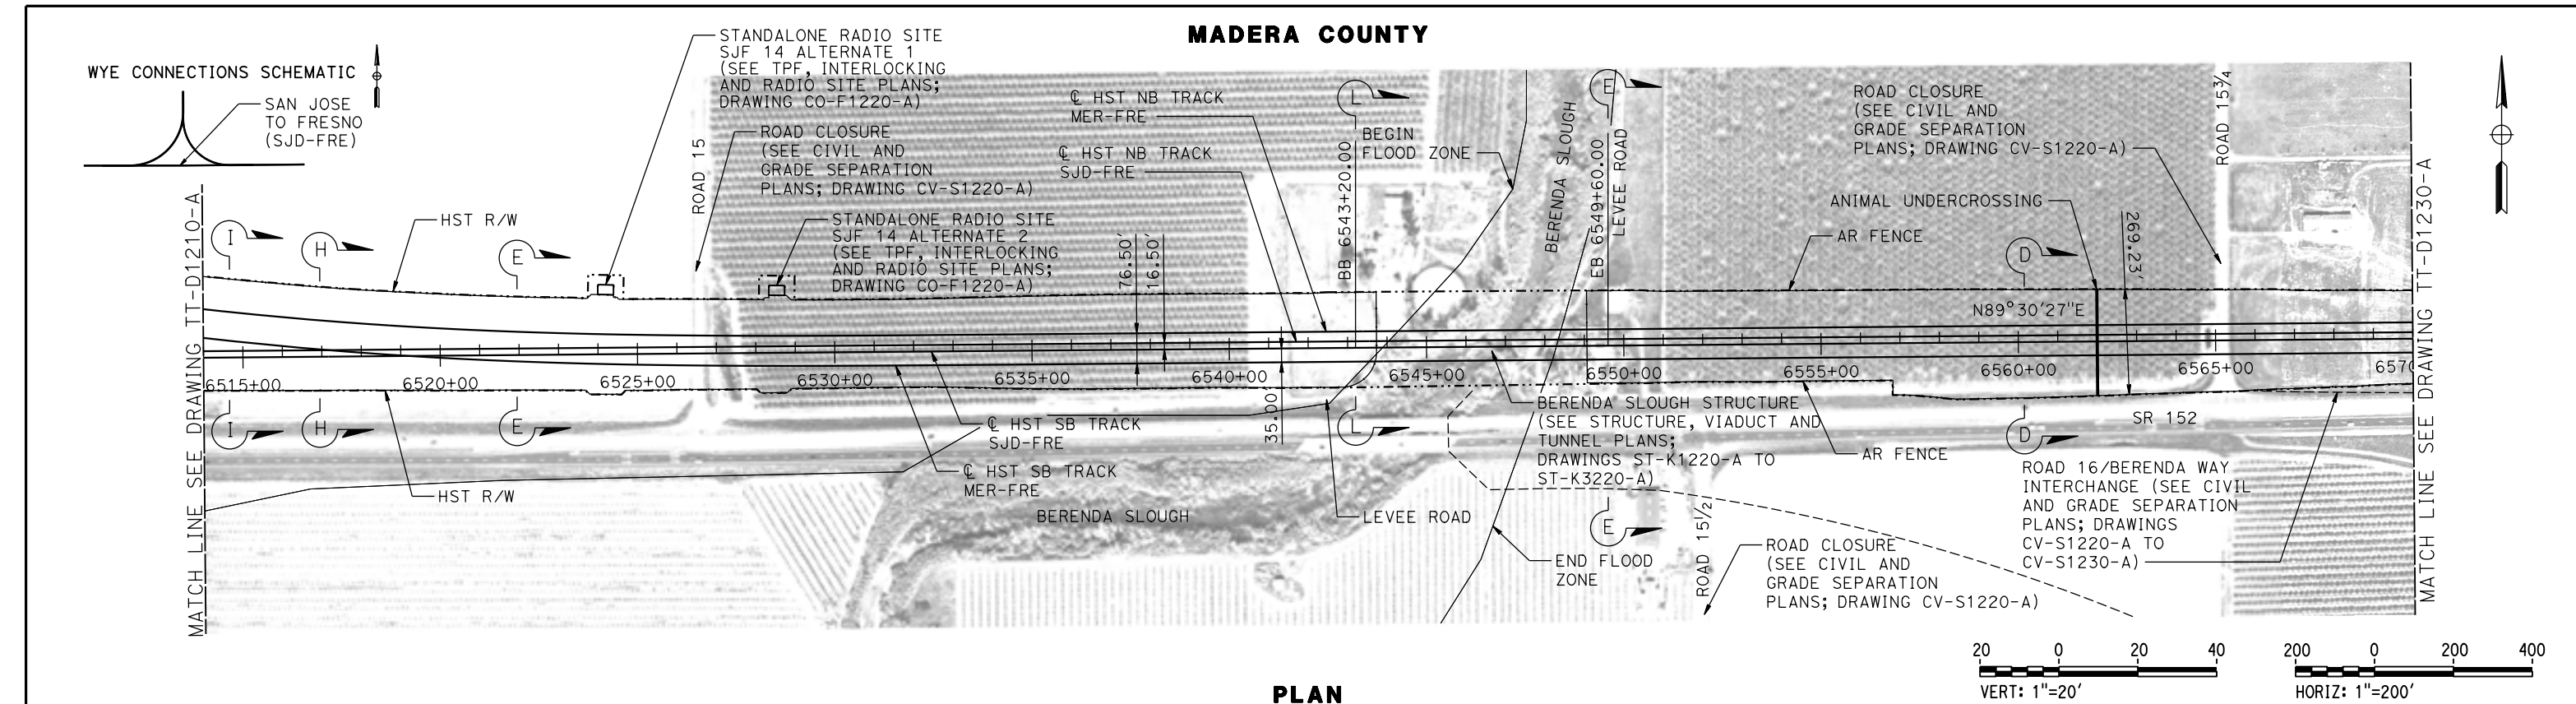 MADERA COUNTY
WYE CONNECTIONS SCHEMATIC
SAN JOSE
TO FRESNO
(SJD-FRE)
STANDALONE RADIO SITE
SJF 14 ALTERNATE 1
(SEE TPF, INTERLOCKING
AND RADIO SITE PLANS;
DRAWING CO-F1220-A)
ROAD 15
ROAD CLOSURE
(SEE CIVIL AND
GRADE SEPARATION
PLANS; DRAWING CV-S1220-A)
STANDALONE RADIO SITE
SJF 14 ALTERNATE 2
(SEE TPF, INTERLOCKING
AND RADIO SITE PLANS;
DRAWING CO-F1220-A)
℄ HST NB TRACK
MER-FRE
℄ HST NB TRACK
SJD-FRE
76.50'
16.50'
L
BB 6543+20.00
BEGIN
FLOOD ZONE
BERENDA SLOUGH
E
EB 6549+60.00
LEVEE ROAD
ROAD CLOSURE
(SEE CIVIL AND
GRADE SEPARATION
PLANS; DRAWING CV-S1220-A)
ROAD 15¾
ANIMAL UNDERCROSSING
AR FENCE
D
269.23'
N89°30'27"E
MATCH LINE SEE DRAWING TT-D1210-A
I
H
E
HST R/W
6515+00
6520+00
6525+00
6530+00
6535+00
6540+00
6545+00
6550+00
6555+00
6560+00
6565+00
6570
MATCH LINE SEE DRAWING TT-D1230-A
I
H
E
HST R/W
℄ HST SB TRACK
SJD-FRE
℄ HST SB TRACK
MER-FRE
35.00'
L
LEVEE ROAD
BERENDA SLOUGH
BERENDA SLOUGH STRUCTURE
(SEE STRUCTURE, VIADUCT AND
TUNNEL PLANS;
DRAWINGS ST-K1220-A TO
ST-K3220-A)
E
END FLOOD
ZONE
AR FENCE
ROAD 15½
ROAD CLOSURE
(SEE CIVIL AND
GRADE SEPARATION
PLANS; DRAWING CV-S1220-A)
D
SR 152
ROAD 16/BERENDA WAY
INTERCHANGE (SEE CIVIL
AND GRADE SEPARATION
PLANS; DRAWINGS
CV-S1220-A TO
CV-S1230-A)
20 0 20 40
VERT: 1"=20'
200 0 200 400
HORIZ: 1"=200'
PLAN